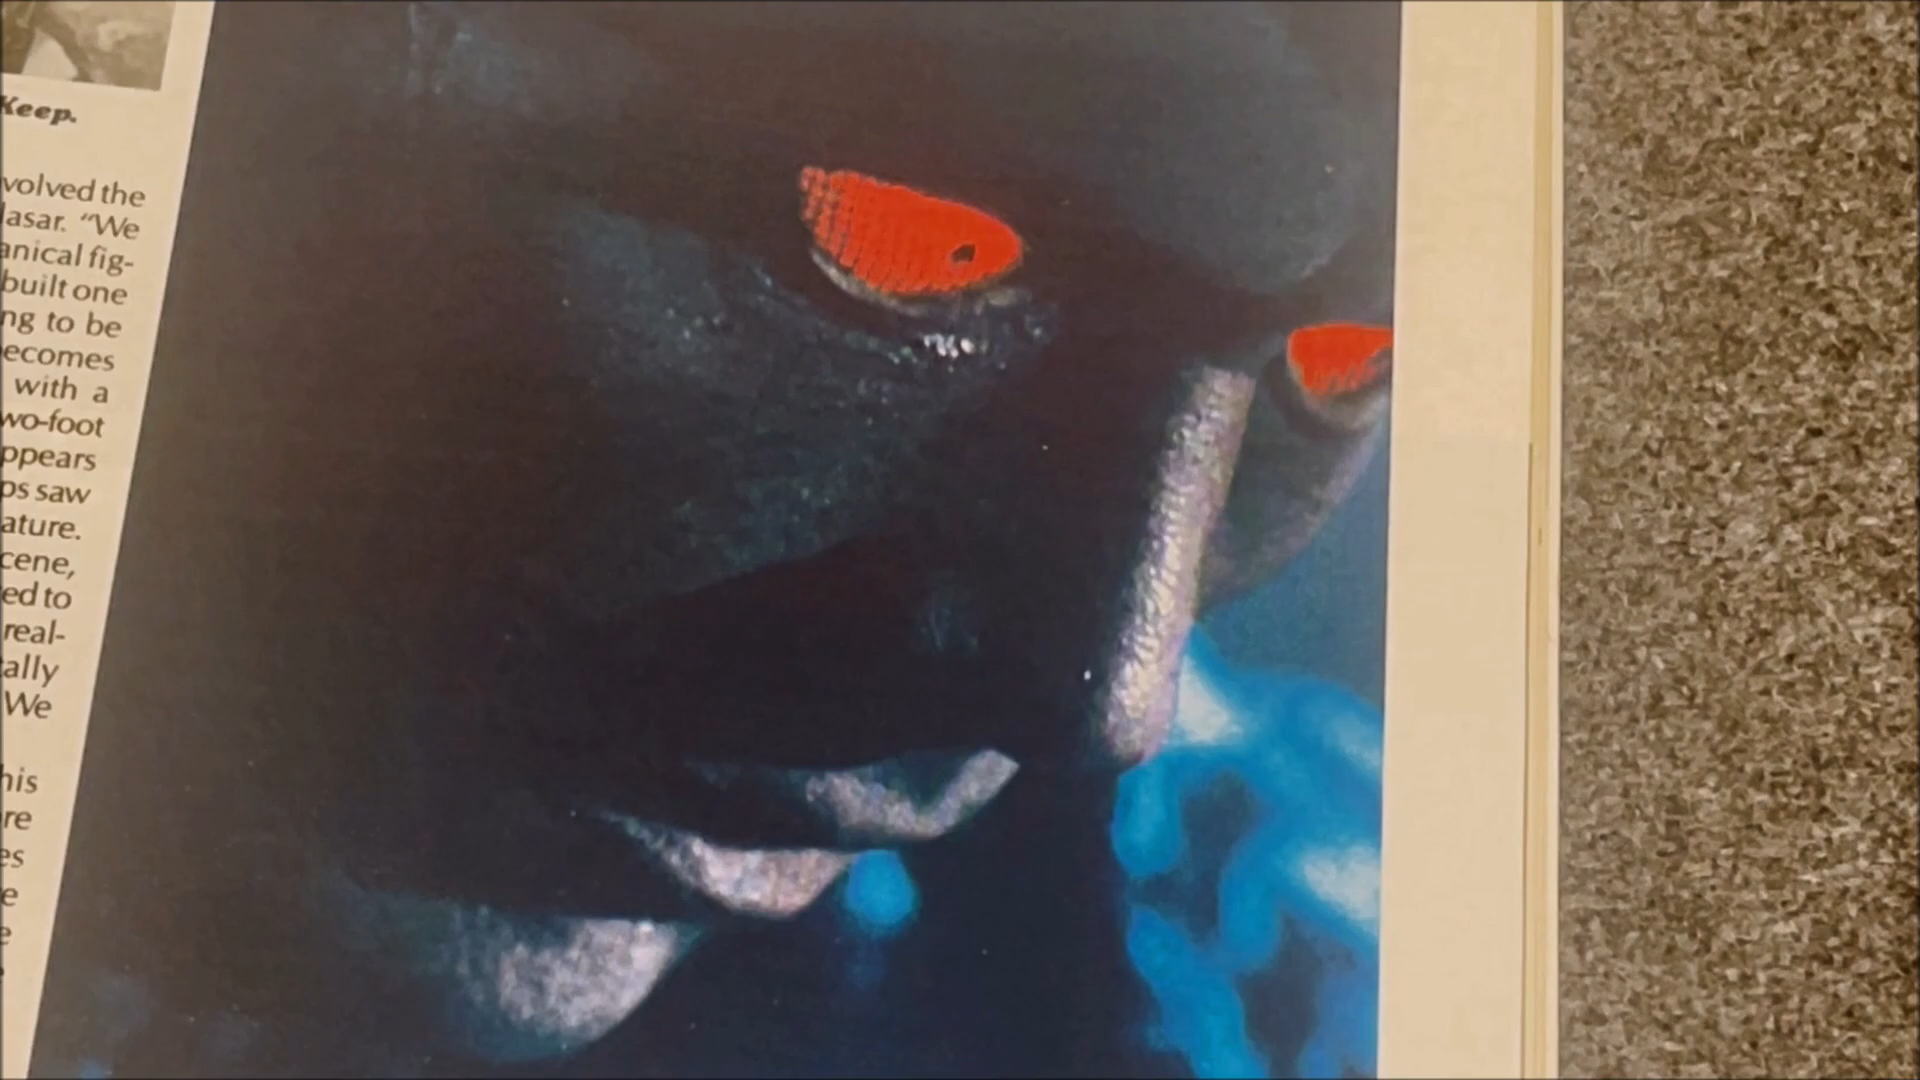 Keep.
volved the
lasar. “We
anical fig-
built one
ng to be
ecomes
with a
wo-foot
ppears
ps saw
ature.
cene,
ed to
real-
ally
We
his
re
es
e
e